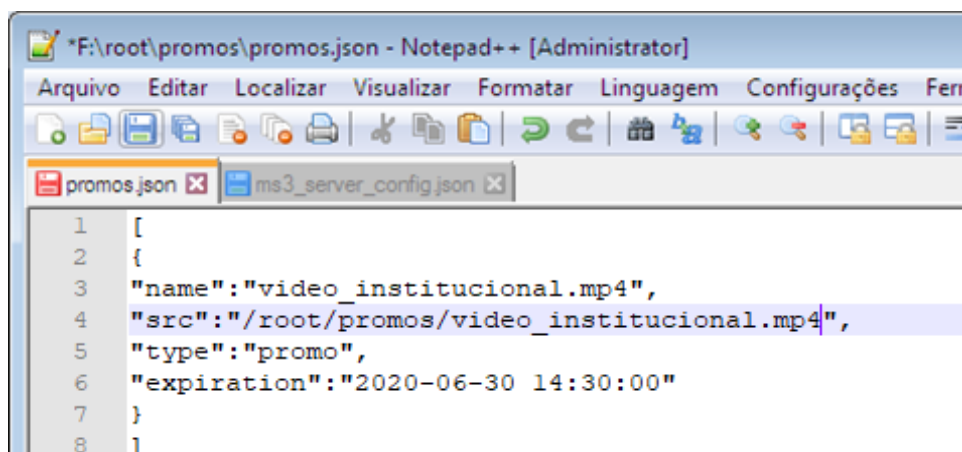 *F:\root\promos\promos.json - Notepad++ [Administrator]
Arquivo Editar Localizar Visualizar Formatar Linguagem Configurações Ferr
promos.json ms3_server_config.json
1 [
2 {
3 "name":"video_institucional.mp4",
4 "src":"/root/promos/video_institucional.mp4",
5 "type":"promo",
6 "expiration":"2020-06-30 14:30:00"
7 }
8 ]